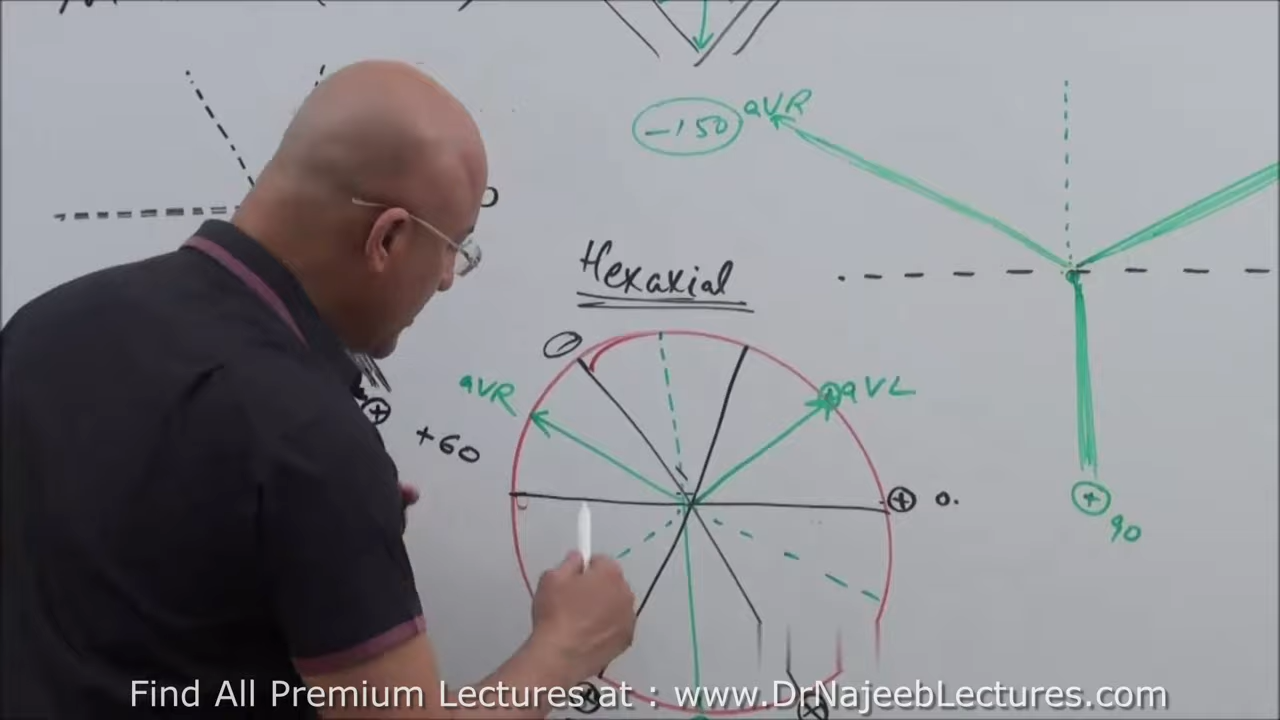 -150 aVR
Hexaxial
aVR
aVL
+60
+ 0.
+
90
Find All Premium Lectures at : www.DrNajeebLectures.com